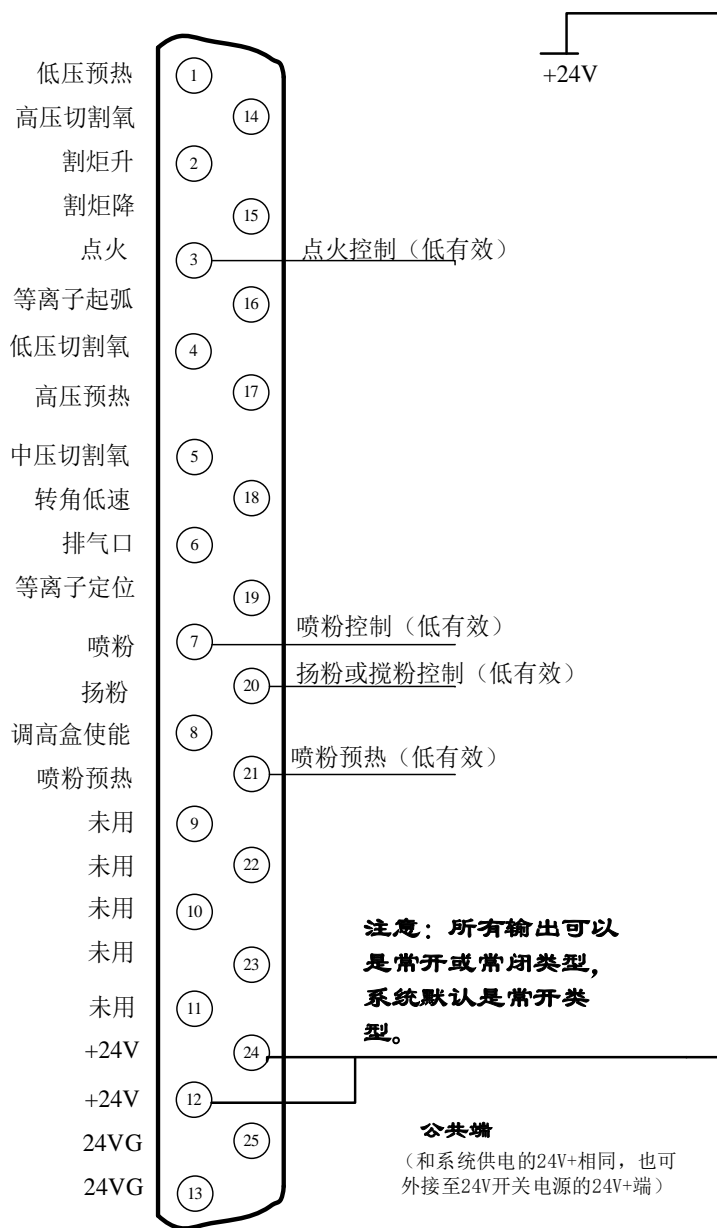 +24V
低压预热
1
高压切割氧
14
割炬升
2
割炬降
15
点火
3
点火控制（低有效）
等离子起弧
16
低压切割氧
4
高压预热
17
中压切割氧
5
转角低速
18
排气口
6
等离子定位
19
喷粉
7
喷粉控制（低有效）
扬粉
20
扬粉或搅粉控制（低有效）
调高盒使能
8
喷粉预热
21
喷粉预热（低有效）
未用
9
未用
22
未用
10
未用
23
未用
11
注意：所有输出可以
是常开或常闭类型，
系统默认是常开类
型。
+24V
24
+24V
12
24VG
25
24VG
13
公共端
（和系统供电的24V+相同，也可
外接至24V开关电源的24V+端）